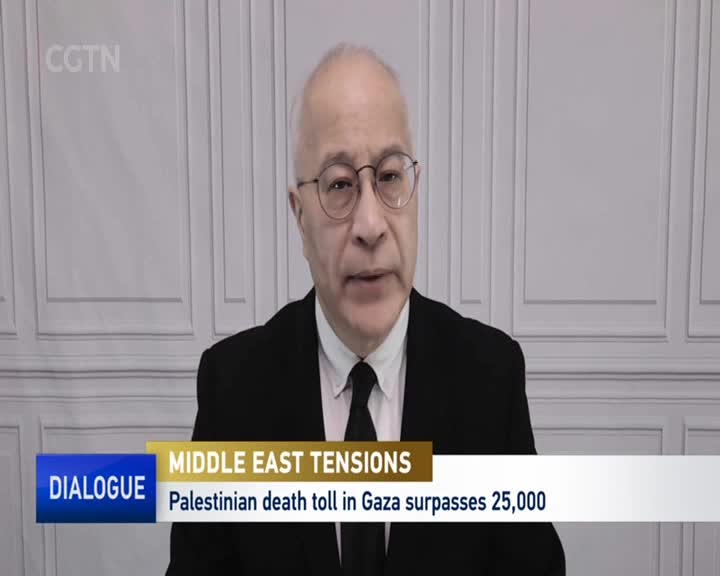 CGTN
MIDDLE EAST TENSIONS
DIALOGUE
Palestinian death toll in Gaza surpasses 25,000